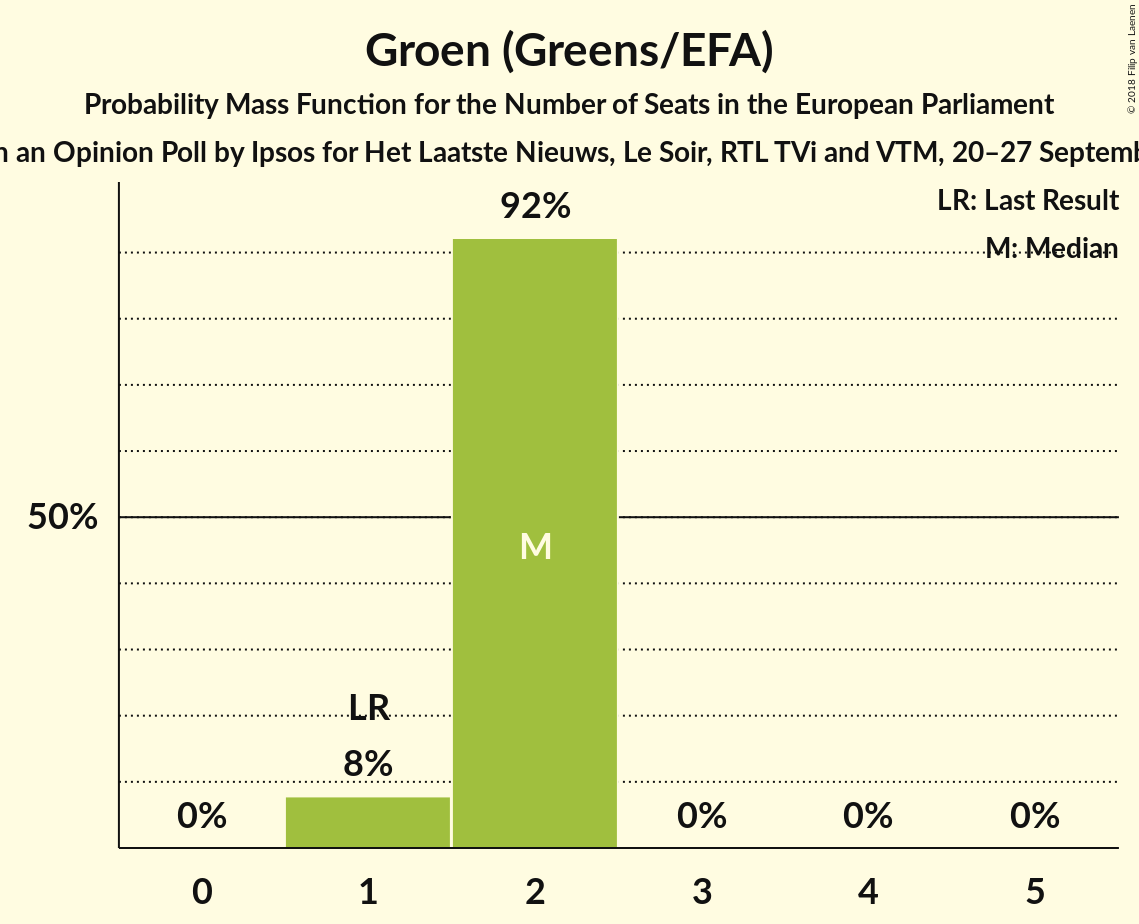 Groen (Greens/EFA)
Probability Mass Function for the Number of Seats in the European Parliament
an Opinion Poll by Ipsos for Het Laatste Nieuws, Le Soir, RTL TVi and VTM, 20–27
© 2018 Filip van Laenen
LR: Last Result
M: Median
92%
50%
M
LR
8%
0% 0% 0% 0%
0 1 2 3 4 5